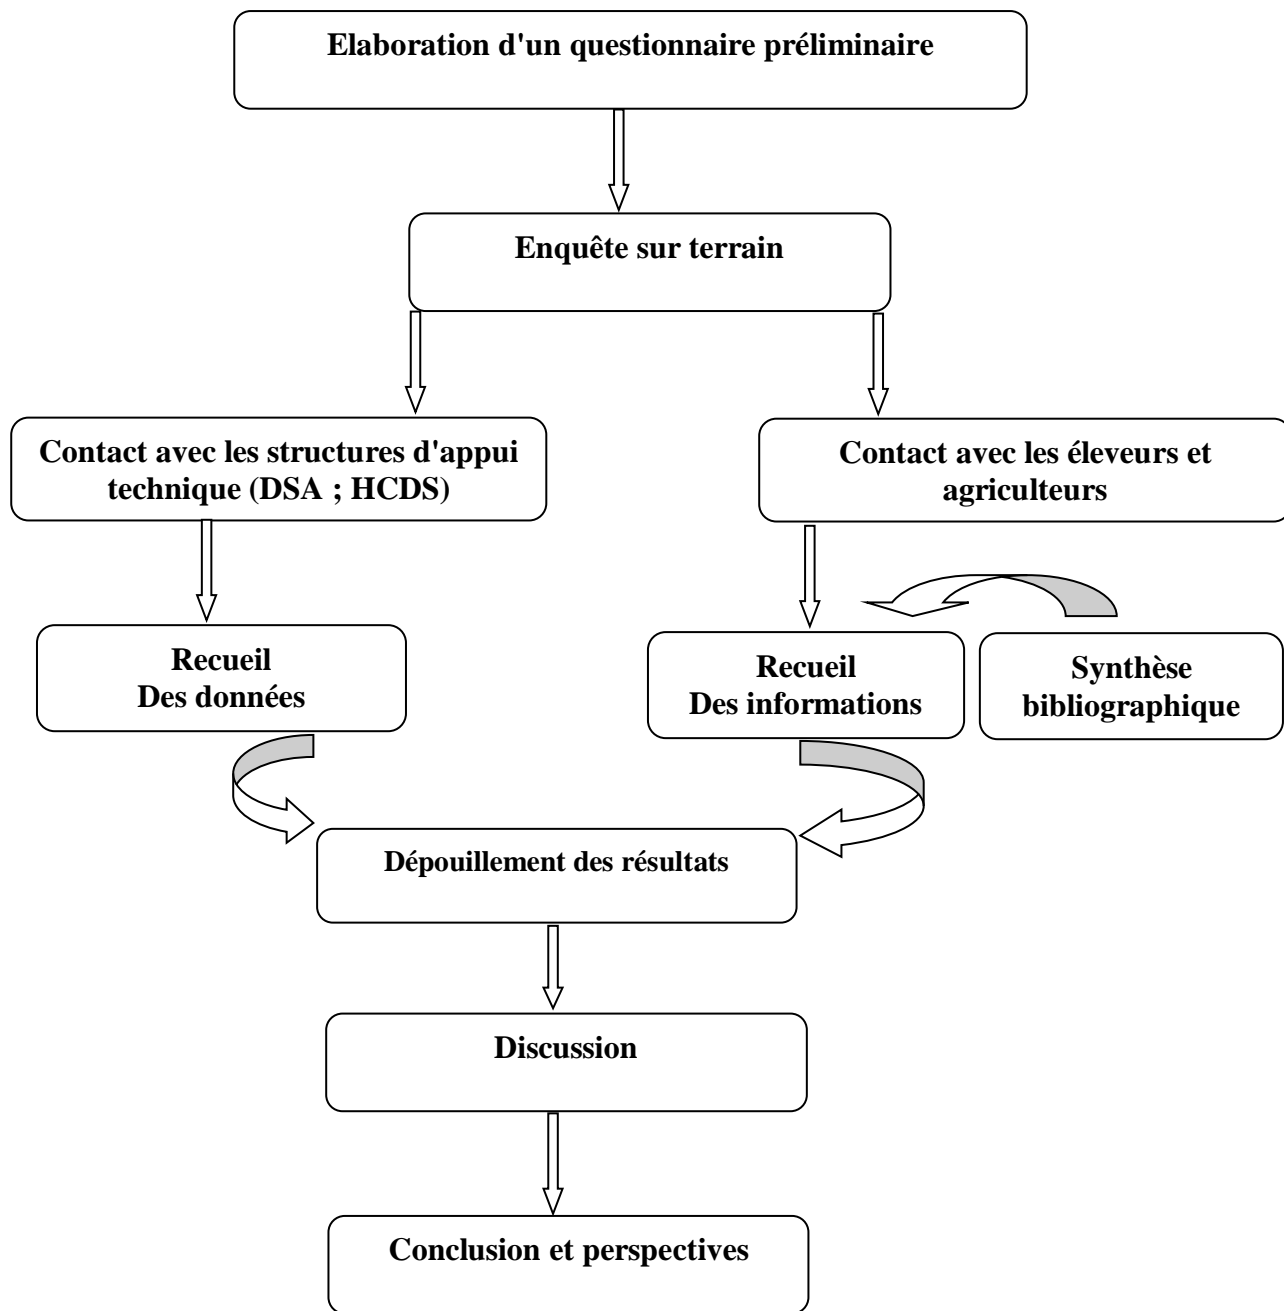 Elaboration d'un questionnaire préliminaire
Enquête sur terrain
Contact avec les structures d'appui
technique (DSA ; HCDS)
Contact avec les éleveurs et
agriculteurs
Recueil
Des données
Recueil
Des informations
Synthèse
bibliographique
Dépouillement des résultats
Discussion
Conclusion et perspectives